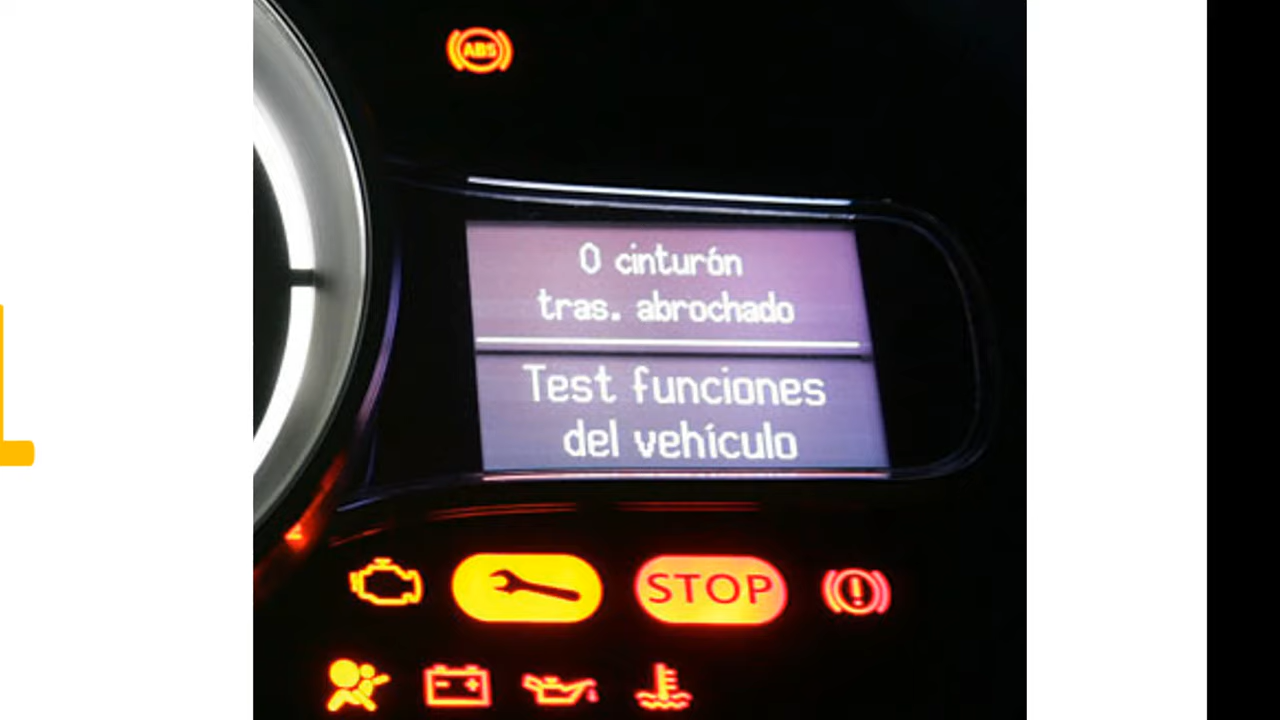 ABS
0 cinturón
tras. abrochado
Test funciones
del vehículo
STOP